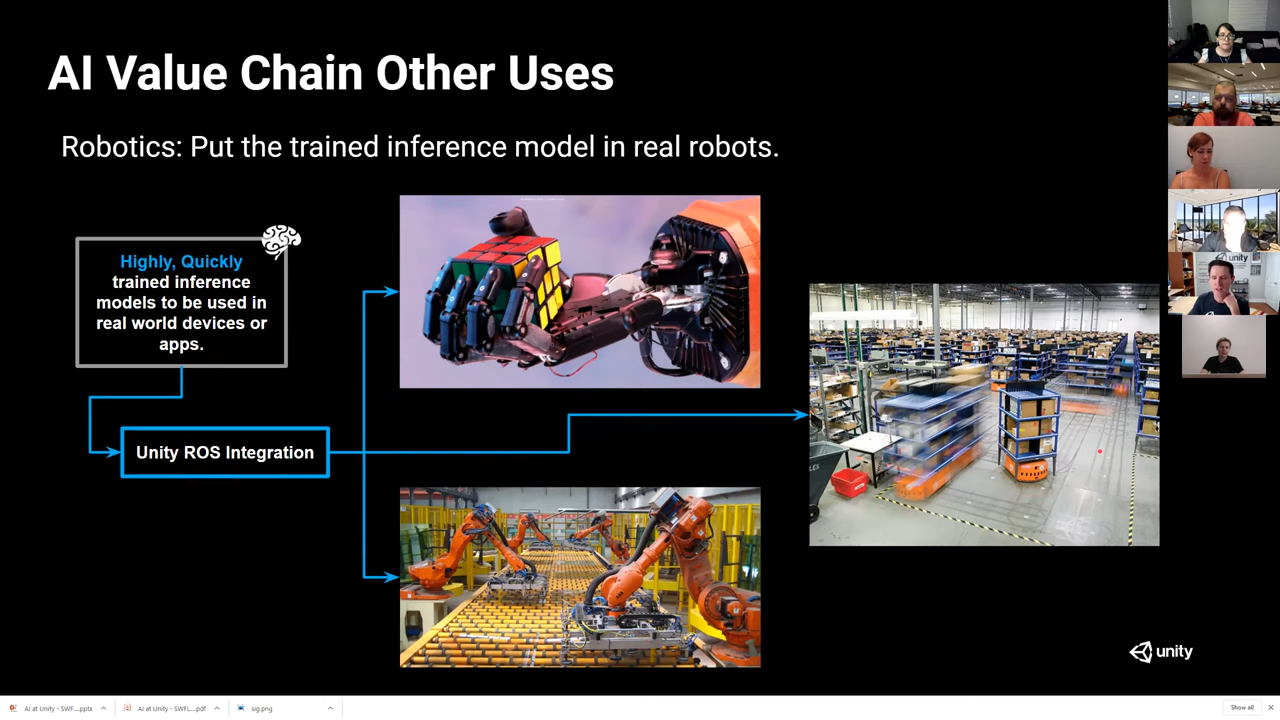 AI Value Chain Other Uses
Robotics: Put the trained inference model in real robots.
Highly, Quickly
trained inference
models to be used in
real world devices or
apps.
Unity ROS Integration
unity
unity
AI at Unity - SWF....pptx
AI at Unity - SWFL....pdf
sig.png
Show all